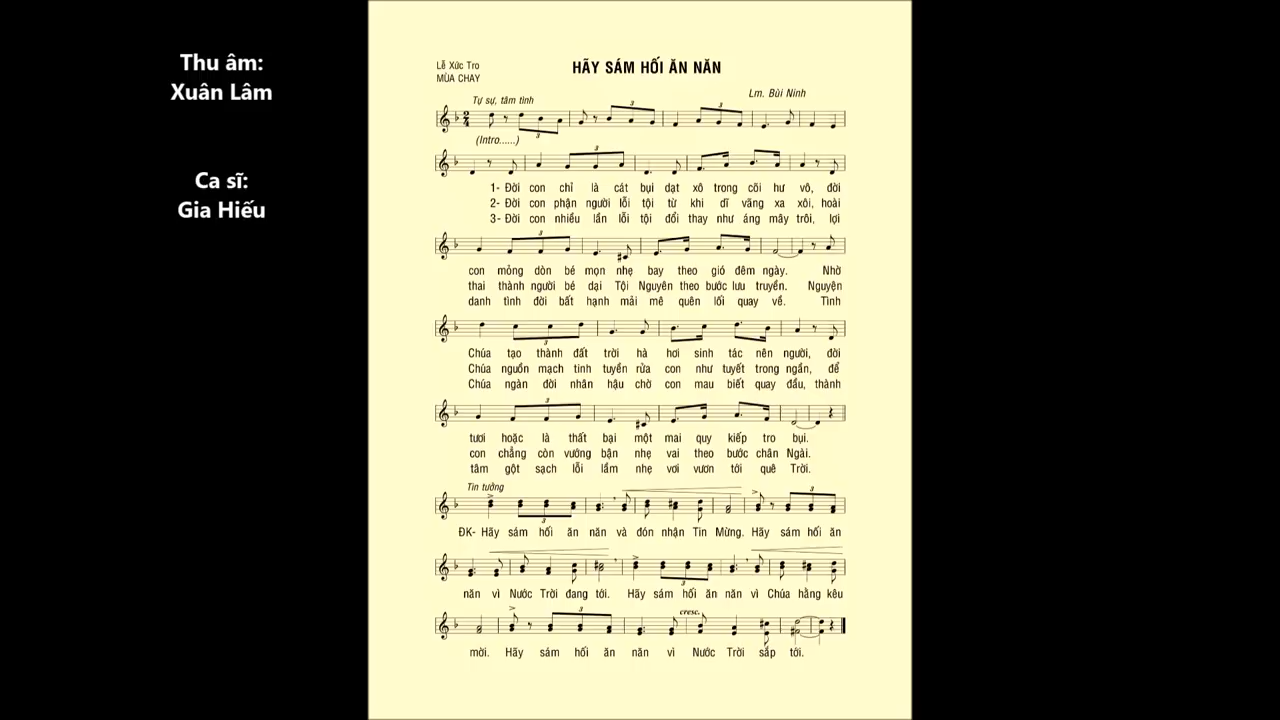 Thu âm:
Xuân Lâm
Ca sĩ:
Gia Hiếu
Lễ Xức Tro
MÙA CHAY
HÃY SÁM HỐI ĂN NĂN
Lm. Bùi Ninh
Tự sự, tâm tình
(Intro......)
1- Đời con chỉ là cát bụi dạt xô trong cõi hư vô, đời
2- Đời con phận người lỗi tội từ khi dĩ vãng xa xôi, hoài
3- Đời con nhiều lần lỗi tội đổi thay như áng mây trôi, lợi
con mỏng dòn bé mọn nhẹ bay theo gió đêm ngày. Nhờ
thai thành người bé dại Tội Nguyên theo bước lưu truyền. Nguyện
danh tình đời bất hạnh mải mê quên lối quay về. Tình
Chúa tạo thành đất trời hà hơi sinh tác nên người, đời
Chúa nguồn mạch tinh tuyền rửa con như tuyết trong ngần, để
Chúa ngàn đời nhân hậu chờ con mau biết quay đầu, thành
tươi hoặc là thất bại một mai quy kiếp tro bụi.
con chẳng còn vướng bận nhẹ vai theo bước chân Ngài.
tâm gột sạch lỗi lầm nhẹ vơi vươn tới quê Trời.
Tin tưởng
ĐK- Hãy sám hối ăn năn và đón nhận Tin Mừng. Hãy sám hối ăn
năn vì Nước Trời đang tới. Hãy sám hối ăn năn vì Chúa hằng kêu
cresc.
mời. Hãy sám hối ăn năn vì Nước Trời sắp tới.